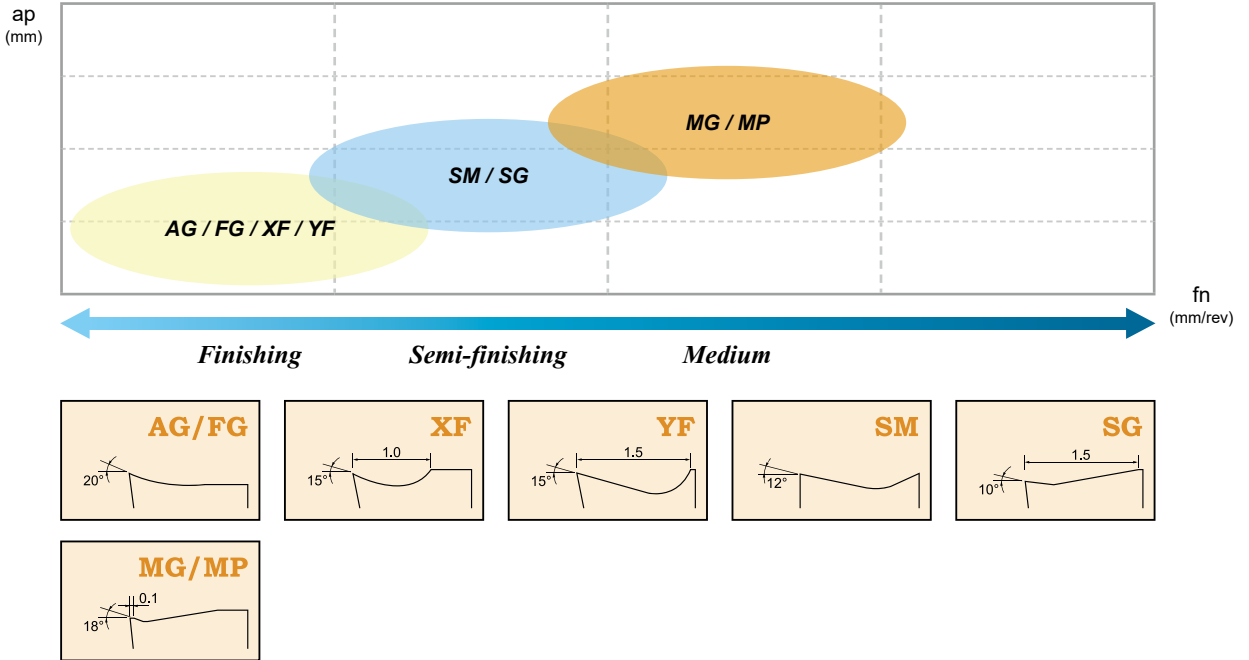 ap
(mm)
MG / MP
SM / SG
AG / FG / XF / YF
fn
(mm/rev)
Finishing
Semi-finishing
Medium
AG/FG
20°
XF
1.0
15°
YF
1.5
15°
SM
12°
SG
1.5
10°
MG/MP
0.1
18°